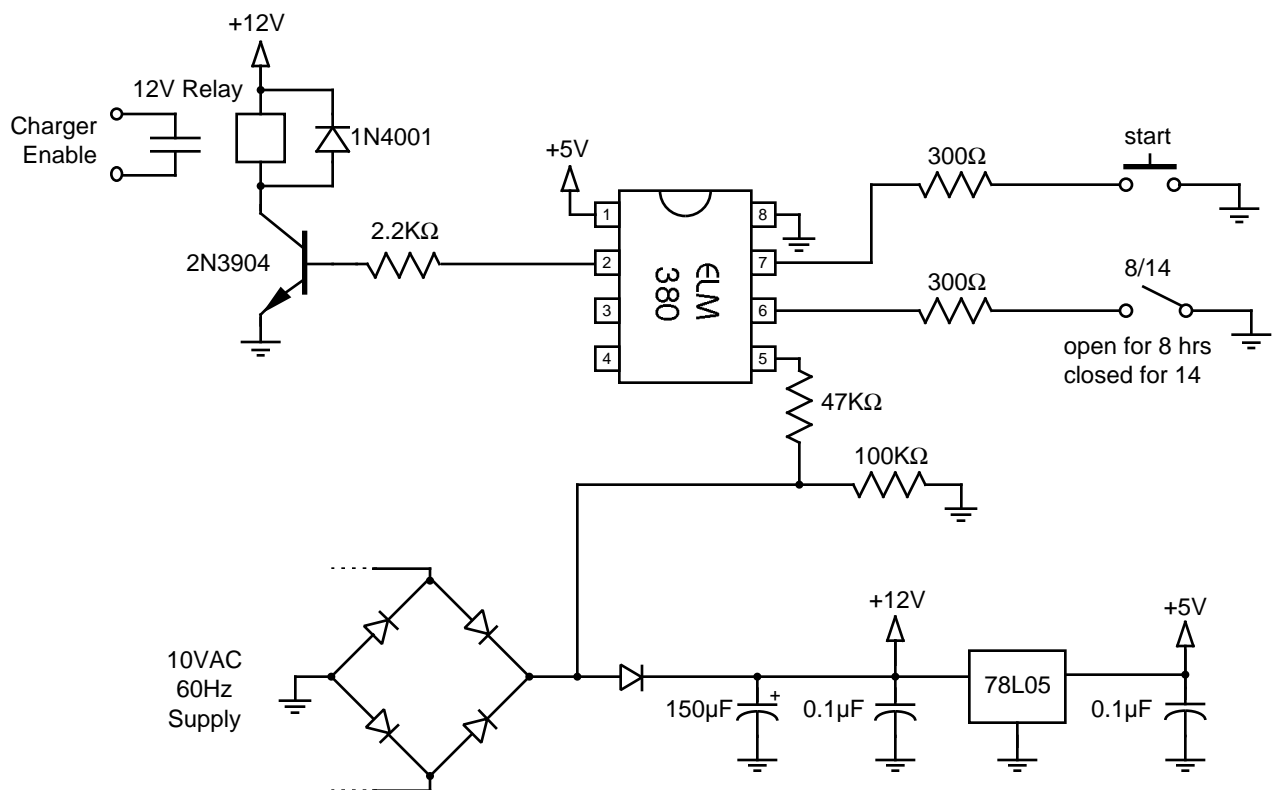 +12V
12V Relay
Charger
Enable
1N4001
+5V
start
300Ω
1
8
2.2KΩ
2N3904
2
7
ELM
380
300Ω
8/14
3
6
4
5
open for 8 hrs
closed for 14
47KΩ
100KΩ
+12V
+5V
10VAC
60Hz
Supply
150µF
+
0.1µF
78L05
0.1µF